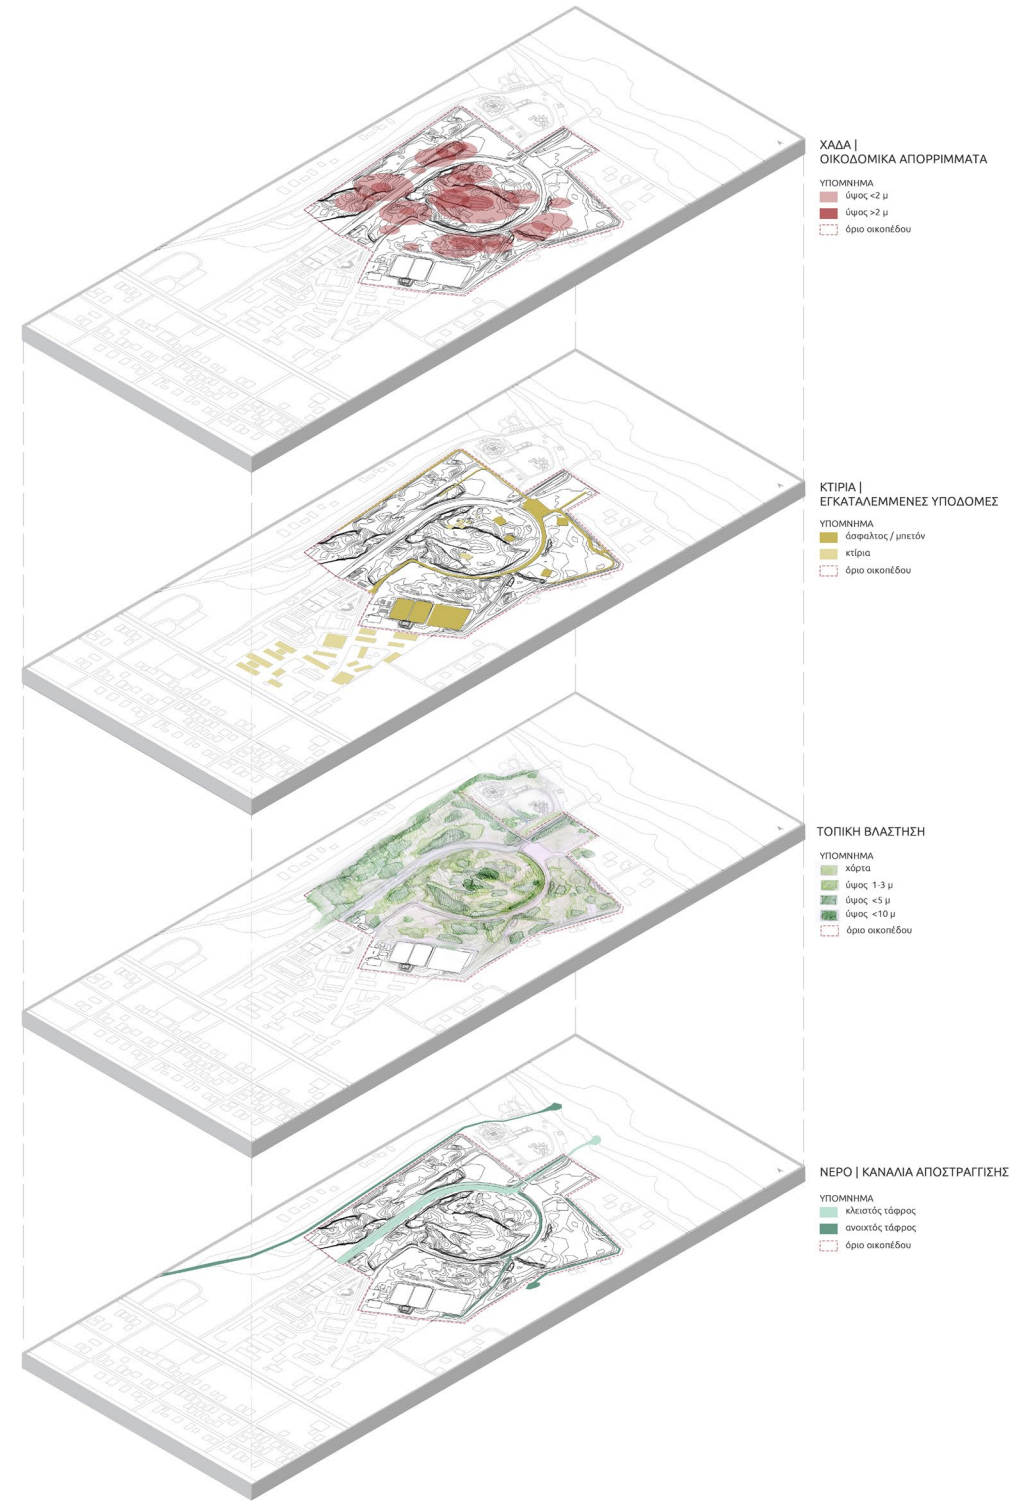 ΧΑΔΑ |
ΟΙΚΟΔΟΜΙΚΑ ΑΠΟΡΡΙΜΜΑΤΑ
ΥΠΟΜΝΗΜΑ
ύψος <2 μ
ύψος >2 μ
όριο οικοπέδου
ΚΤΙΡΙΑ |
ΕΓΚΑΤΑΛΕΜΜΕΝΕΣ ΥΠΟΔΟΜΕΣ
ΥΠΟΜΝΗΜΑ
άσφαλτος / μπετόν
κτίρια
όριο οικοπέδου
ΤΟΠΙΚΗ ΒΛΑΣΤΗΣΗ
ΥΠΟΜΝΗΜΑ
χόρτα
ύψος 1-3 μ
ύψος <5 μ
ύψος <10 μ
όριο οικοπέδου
ΝΕΡΟ | ΚΑΝΑΛΙΑ ΑΠΟΣΤΡΑΓΓΙΣΗΣ
ΥΠΟΜΝΗΜΑ
κλειστός τάφρος
ανοιχτός τάφρος
όριο οικοπέδου